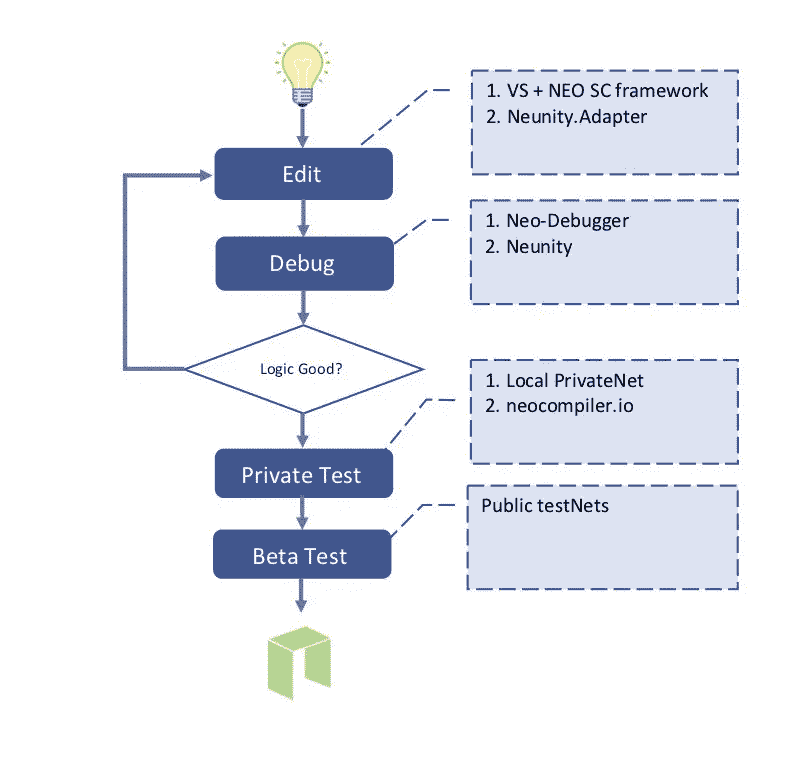 1. VS + NEO SC framework
2. Neunity.Adapter
Edit
1. Neo-Debugger
2. Neunity
Debug
Logic Good?
1. Local PrivateNet
2. neocompiler.io
Private Test
Public testNets
Beta Test